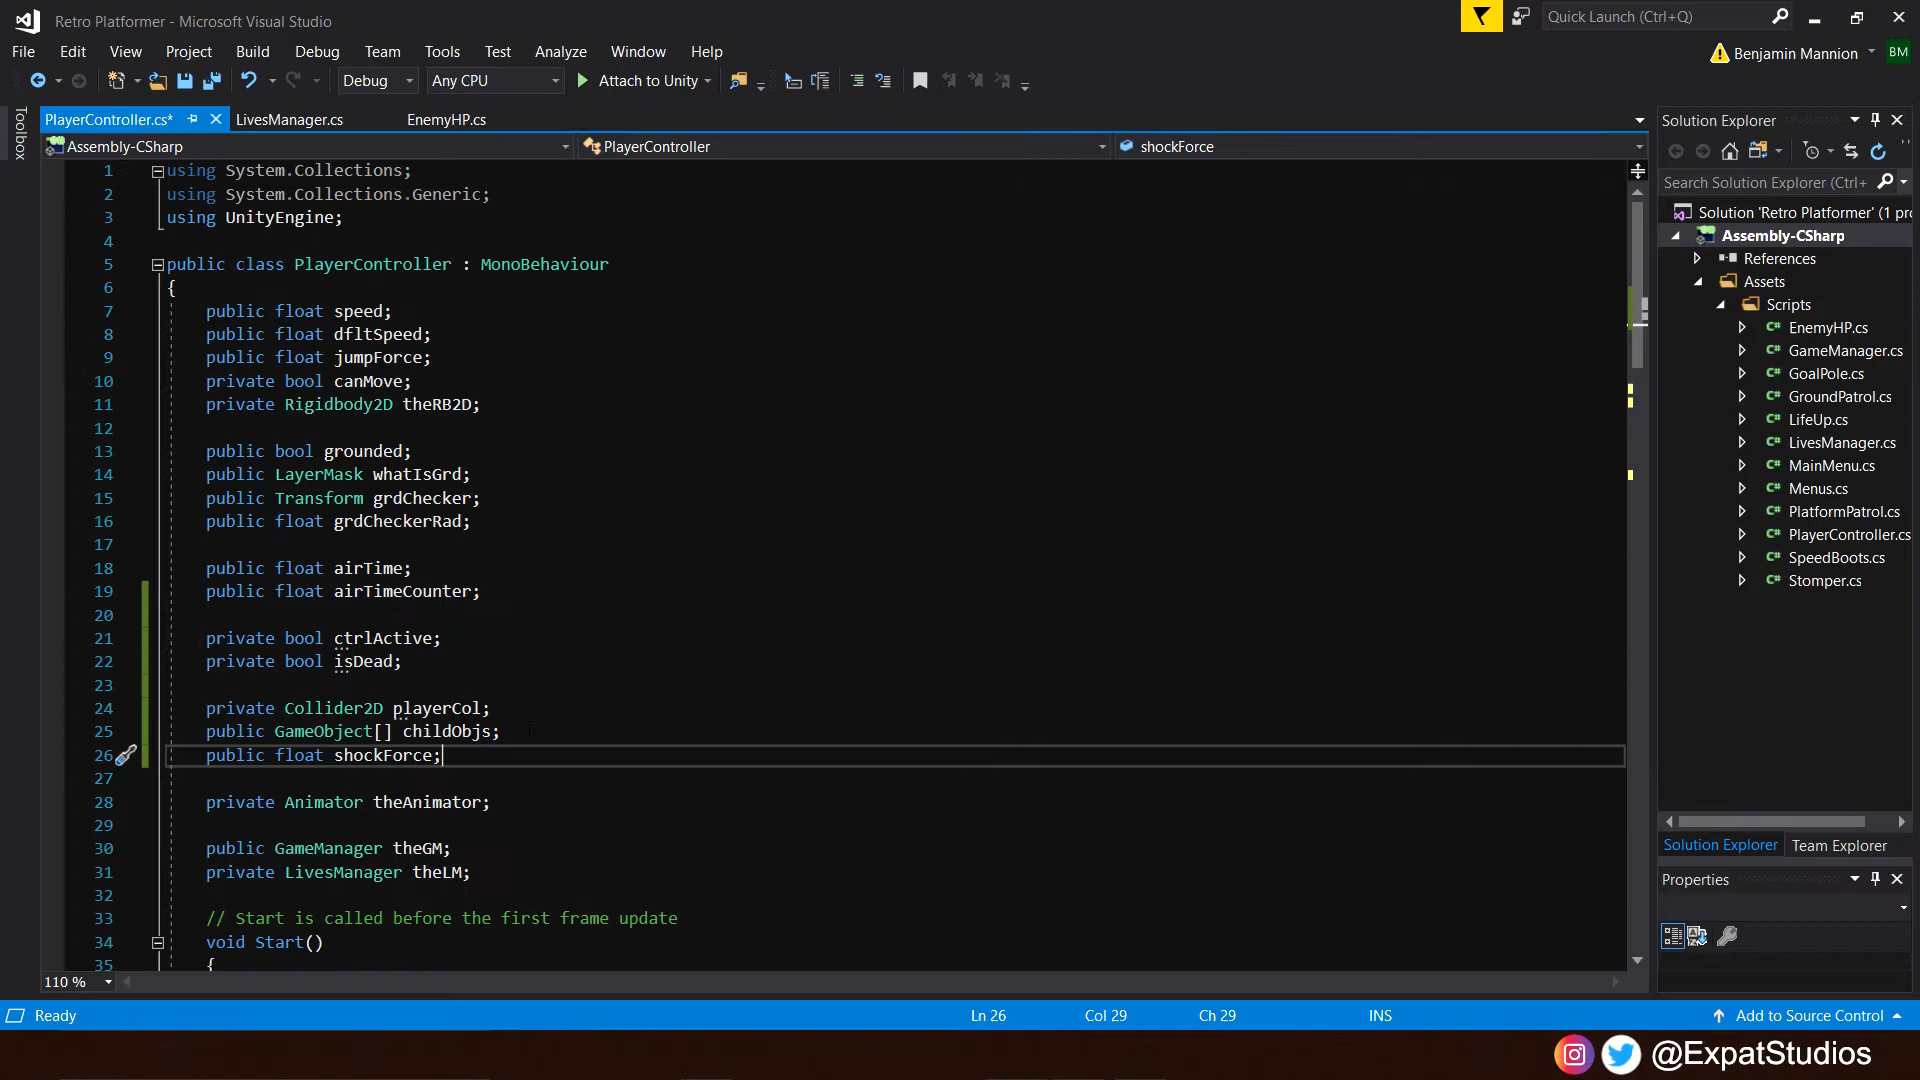 Retro Platformer - Microsoft Visual Studio
Quick Launch (Ctrl+Q)
File Edit View Project Build Debug Team Tools Test Analyze Window Help
Benjamin Mannion BM
Debug Any CPU Attach to Unity
Toolbox
PlayerController.cs* LivesManager.cs EnemyHP.cs
Assembly-CSharp PlayerController shockForce
1 using System.Collections;
2 using System.Collections.Generic;
3 using UnityEngine;
4
5 public class PlayerController : MonoBehaviour
6 {
7 public float speed;
8 public float dfltSpeed;
9 public float jumpForce;
10 private bool canMove;
11 private Rigidbody2D theRB2D;
12
13 public bool grounded;
14 public LayerMask whatIsGrd;
15 public Transform grdChecker;
16 public float grdCheckerRad;
17
18 public float airTime;
19 public float airTimeCounter;
20
21 private bool ctrlActive;
22 private bool isDead;
23
24 private Collider2D playerCol;
25 public GameObject[] childObjs;
26 public float shockForce;
27
28 private Animator theAnimator;
29
30 public GameManager theGM;
31 private LivesManager theLM;
32
33 // Start is called before the first frame update
34 void Start()
35 {
110 %
Solution Explorer
Search Solution Explorer (Ctrl+
Solution 'Retro Platformer' (1 pro
Assembly-CSharp
References
Assets
Scripts
C# EnemyHP.cs
C# GameManager.cs
C# GoalPole.cs
C# GroundPatrol.cs
C# LifeUp.cs
C# LivesManager.cs
C# MainMenu.cs
C# Menus.cs
C# PlatformPatrol.cs
C# PlayerController.cs
C# SpeedBoots.cs
C# Stomper.cs
Solution Explorer Team Explorer
Properties
Ready Ln 26 Col 29 Ch 29 INS Add to Source Control
@ExpatStudios